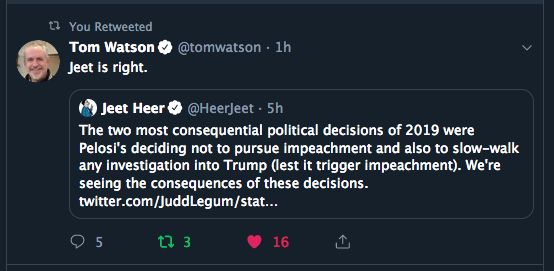 You Retweeted
Tom Watson @tomwatson · 1h
Jeet is right.
Jeet Heer @HeerJeet · 5h
The two most consequential political decisions of 2019 were
Pelosi's deciding not to pursue impeachment and also to slow-walk
any investigation into Trump (lest it trigger impeachment). We're
seeing the consequences of these decisions.
twitter.com/JuddLegum/stat...
5 3 16